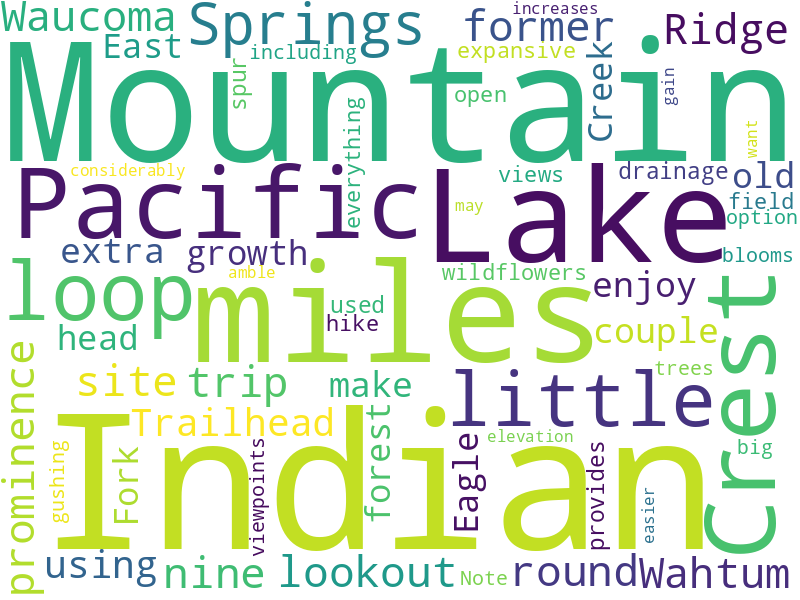 Waucoma
Springs
increases
former
Ridge
East
including
expansive
Mountain
spur
open
Creek
gain
everything
want
considerably
Pacific
Lake
views
drainage
old
may
field
option
extra
growth
amble
wildflowers
blooms
loop
miles
enjoy
used
hike
head
couple
Crest
prominence
site
trip
make
little
trees
Trailhead
Indian
forest
Eagle
elevation
big
gushing
Fork
viewpoints
provides
easier
using
nine
lookout
Note
round
Wahtum